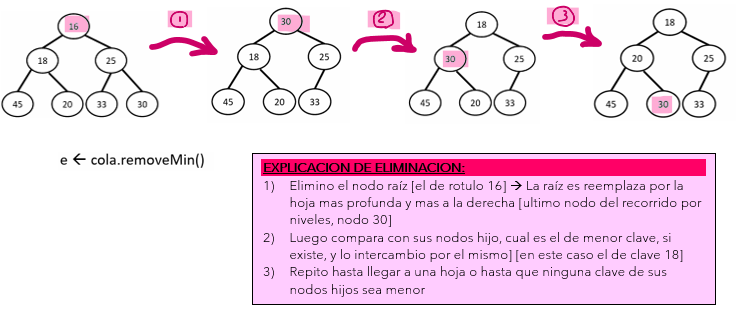 1 2 3
16 30 18 18
18 25 18 25 30 25 20 25
45 20 33 30 45 20 33 45 20 33 45 30 33
e ← cola.removeMin()
EXPLICACION DE ELIMINACION:
1) Elimino el nodo raíz [el de rotulo 16] → La raíz es reemplaza por la
hoja mas profunda y mas a la derecha [ultimo nodo del recorrido por
niveles, nodo 30]
2) Luego compara con sus nodos hijo, cual es el de menor clave, si
existe, y lo intercambio por el mismo] [en este caso el de clave 18]
3) Repito hasta llegar a una hoja o hasta que ninguna clave de sus
nodos hijos sea menor